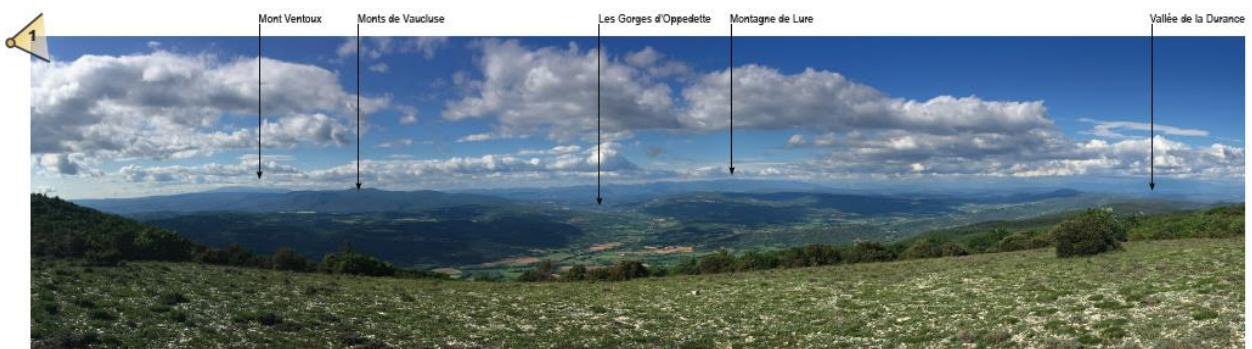 1
Mont Ventoux
Monts de Vaucluse
Les Gorges d'Oppedette
Montagne de Lure
Vallée de la Durance